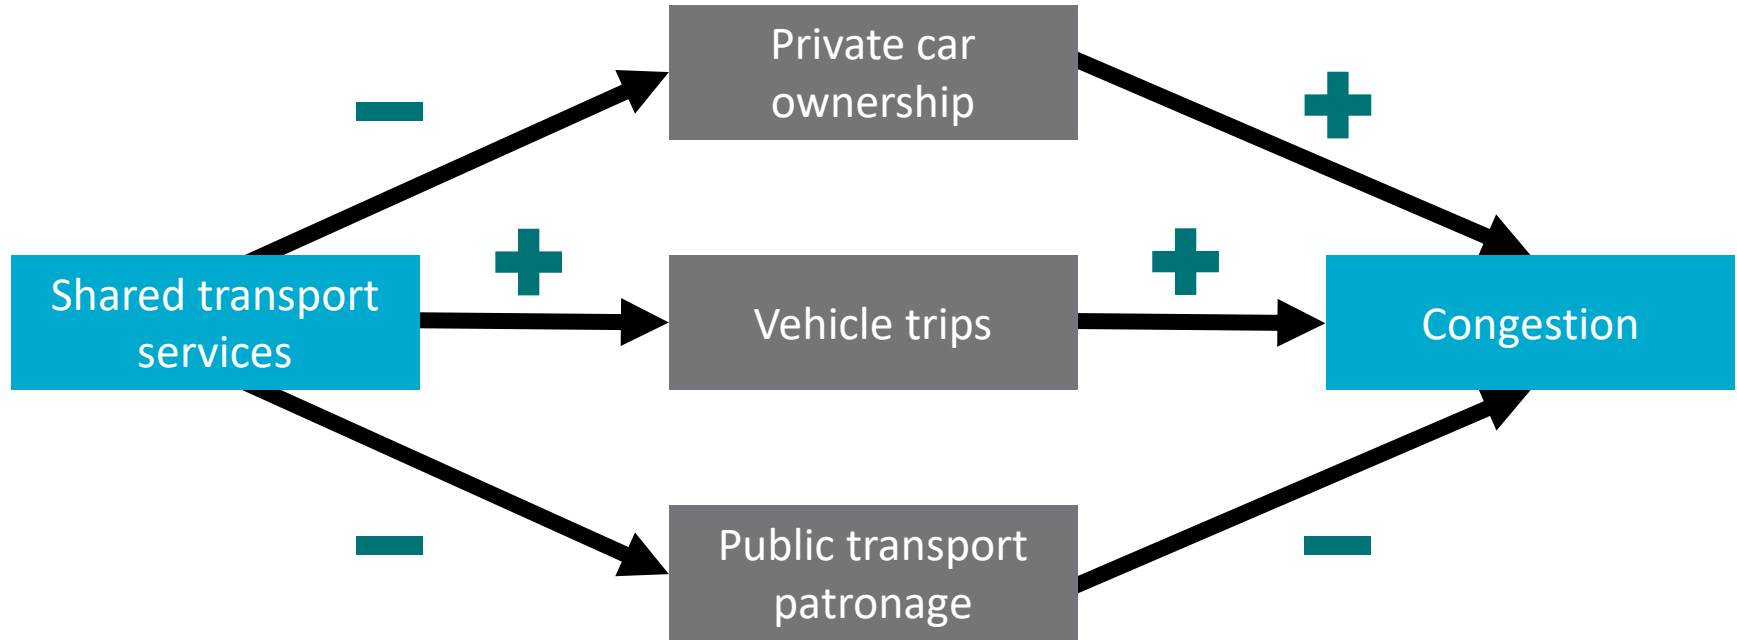 Private car
ownership
Shared transport
services
Vehicle trips
Congestion
Public transport
patronage